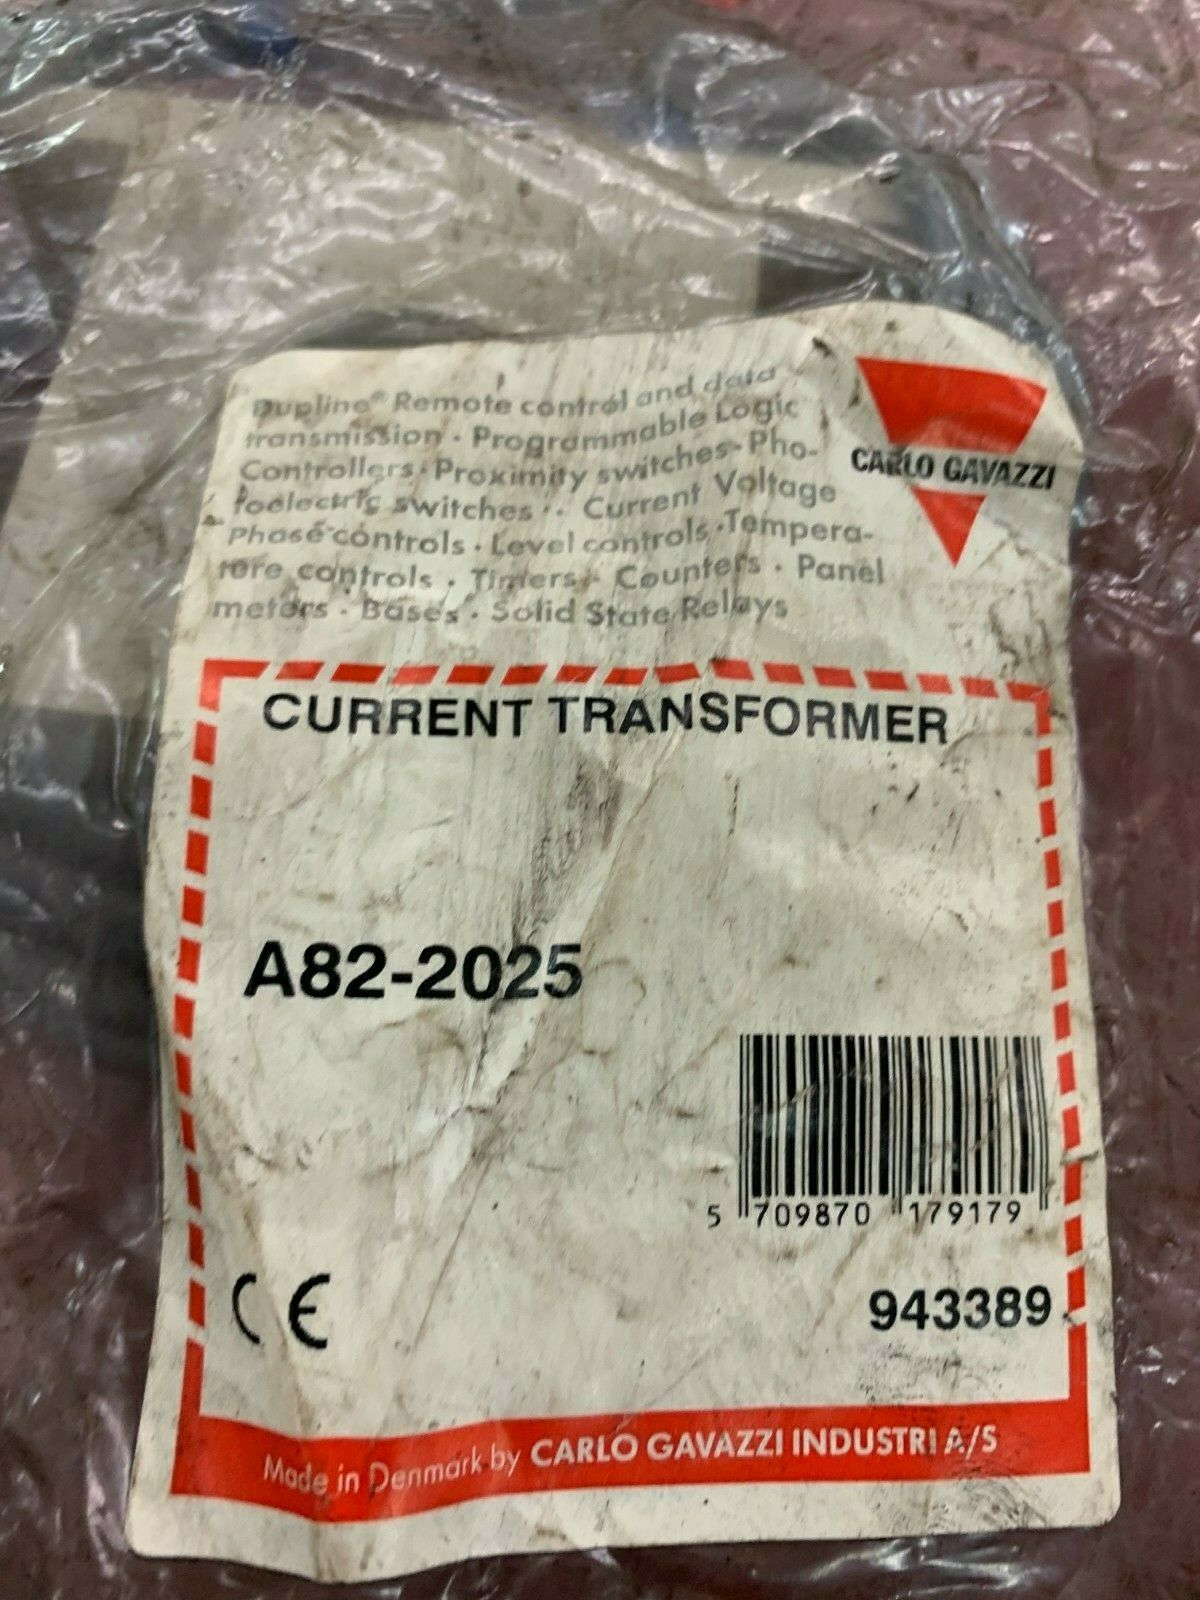 Dupline® Remote control and data
transmission · Programmable Logic
Controllers · Proximity switches · Pho-
toelectric switches · Current Voltage
Phase controls · Level controls · Tempera-
ture controls · Timers · Counters · Panel
meters · Bases · Solid State Relays
CARLO GAVAZZI
CURRENT TRANSFORMER
A82-2025
5 709870 179179
CE
943389
Made in Denmark by CARLO GAVAZZI INDUSTRI A/S